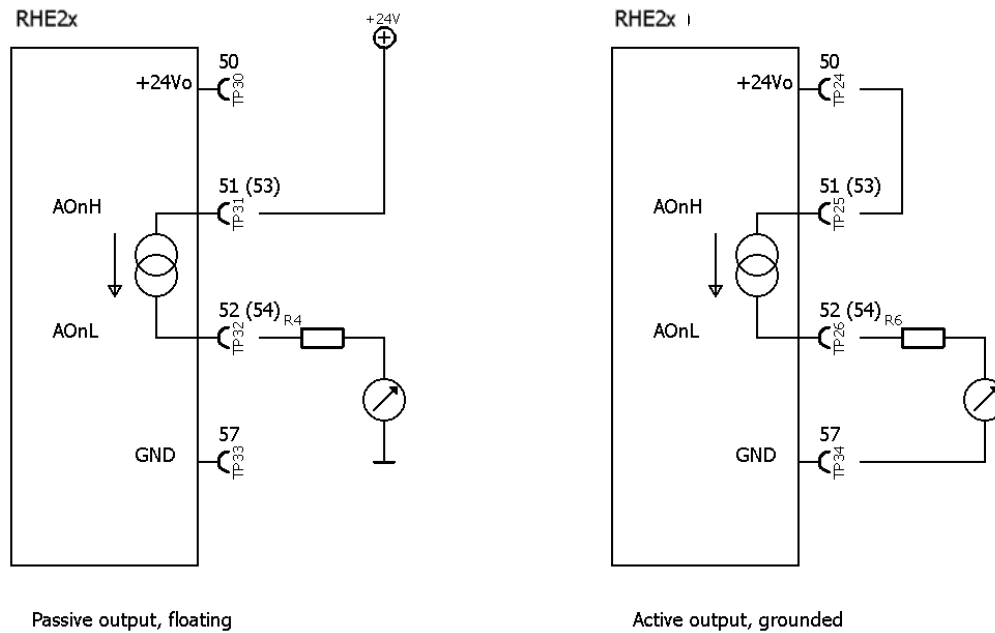 RHE2x
+24V
50
+24Vo
TP30
51 (53)
AOnH
TP31
52 (54)
R4
AOnL
TP32
57
GND
TP33
Passive output, floating
RHE2x
50
+24Vo
TP24
51 (53)
AOnH
TP25
52 (54)
R6
AOnL
TP26
57
GND
TP34
Active output, grounded